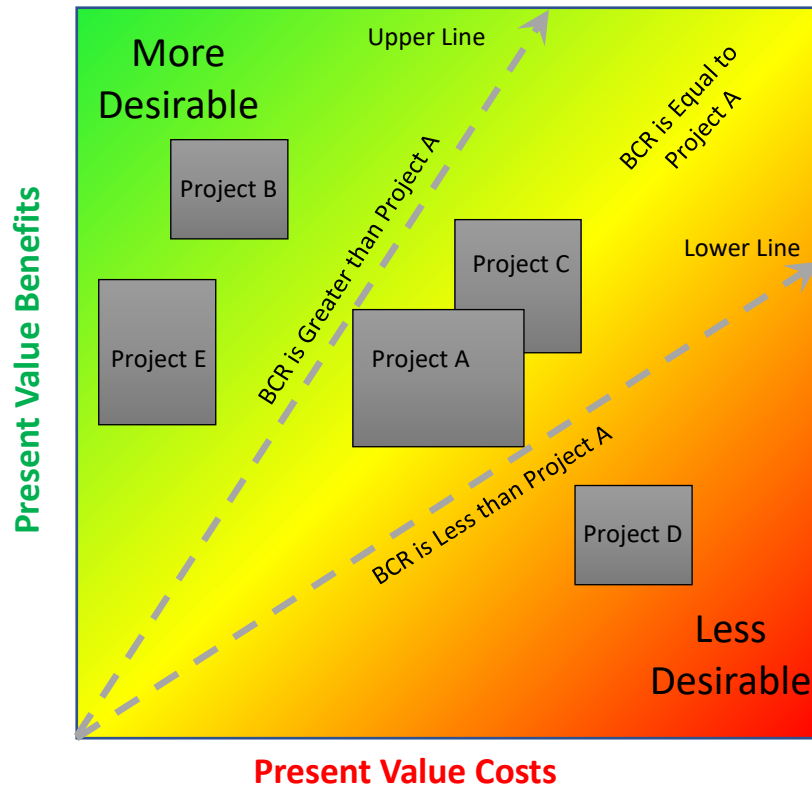 Upper Line
More
Desirable
BCR is Equal to
Project A
Project B
BCR is Greater than Project A
Lower Line
Project C
Project E
Project A
BCR is Less than Project A
Project D
Less
Desirable
Present Value Benefits
Present Value Costs